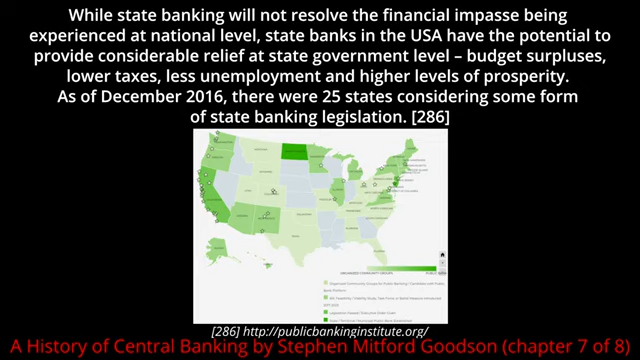 While state banking will not resolve the financial impasse being
experienced at national level, state banks in the USA have the potential to
provide considerable relief at state government level – budget surpluses,
lower taxes, less unemployment and higher levels of prosperity.
As of December 2016, there were 25 states considering some form
of state banking legislation. [286]
[286] http://publicbankinginstitute.org/
A History of Central Banking by Stephen Mitford Goodson (chapter 7 of 8)